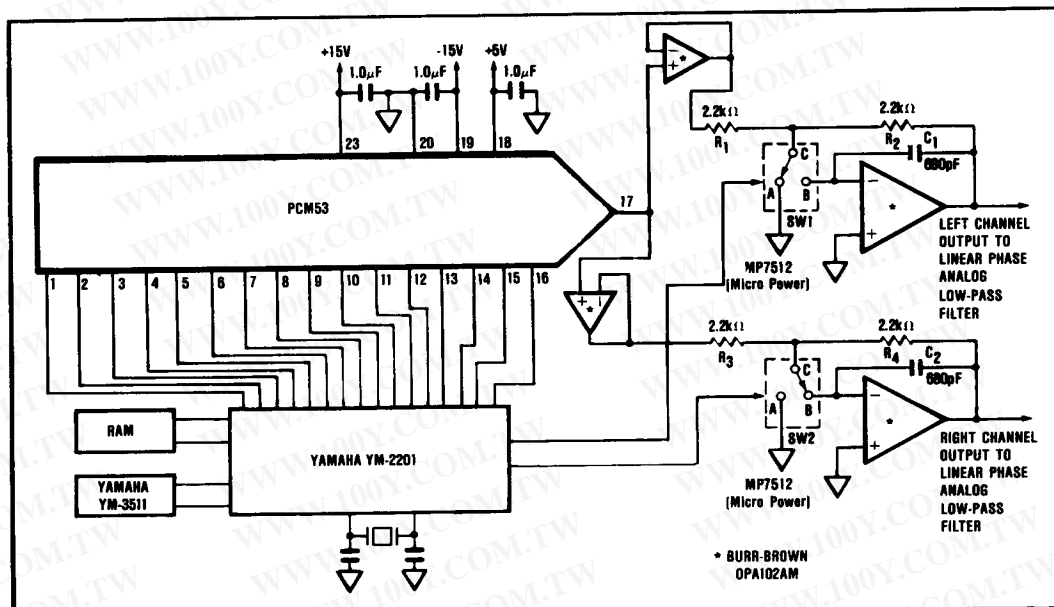 +15V
-15V
+5V
1.0μF
1.0μF
1.0μF
23
20
19
18
PCM53
17
1
2
3
4
5
6
7
8
9
10
11
12
13
14
15
16
RAM
YAMAHA
YM-3511
YAMAHA YM-2201
*
2.2kΩ
R1
2.2kΩ
R2
C1
680pF
C
A
B
SW1
MP7512
(Micro Power)
-
+
*
LEFT CHANNEL
OUTPUT TO
LINEAR PHASE
ANALOG
LOW-PASS
FILTER
*
2.2kΩ
R3
2.2kΩ
R4
C2
680pF
C
A
B
SW2
MP7512
(Micro Power)
-
+
*
RIGHT CHANNEL
OUTPUT TO
LINEAR PHASE
ANALOG
LOW-PASS
FILTER
* BURR-BROWN
OPA102AM
WWW.100Y.COM.TW